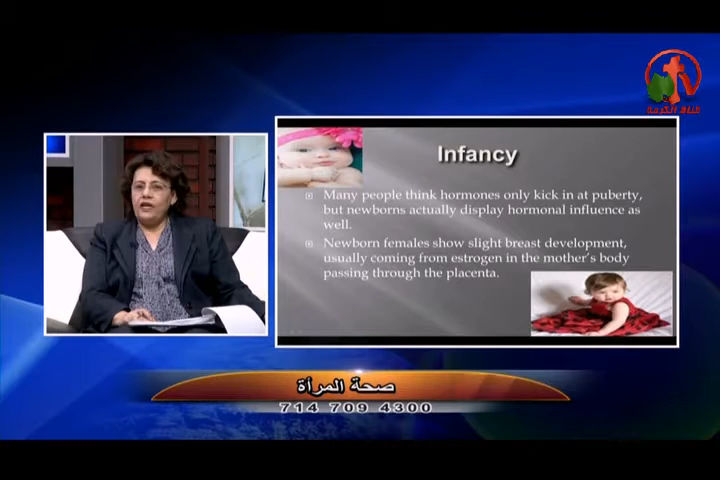 قناة الكرمة
Infancy
Many people think hormones only kick in at puberty,
but newborns actually display hormonal influence as
well.
Newborn females show slight breast development,
usually coming from estrogen in the mother's body
passing through the placenta.
صحة المرأة
714 709 4300